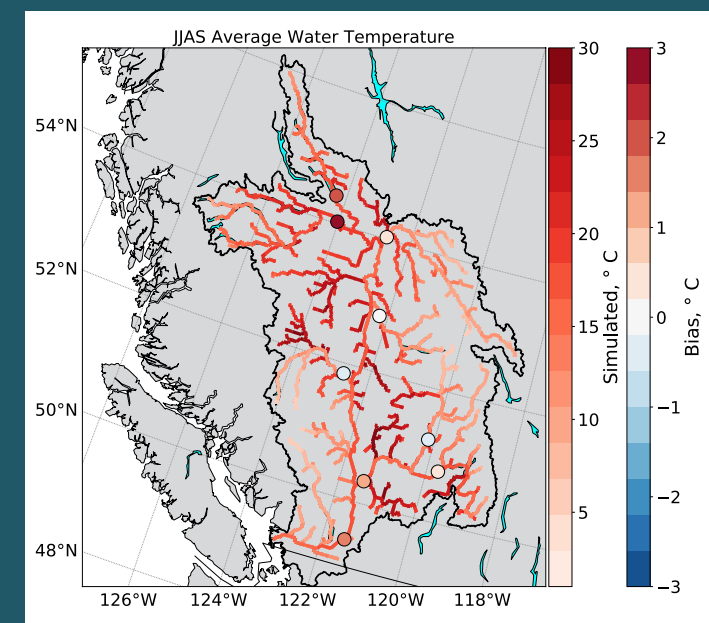 JJAS Average Water Temperature
54°N
52°N
50°N
48°N
126°W
124°W
122°W
120°W
118°W
30
25
20
15
10
5
Simulated, ° C
3
2
1
0
−1
−2
−3
Bias, ° C